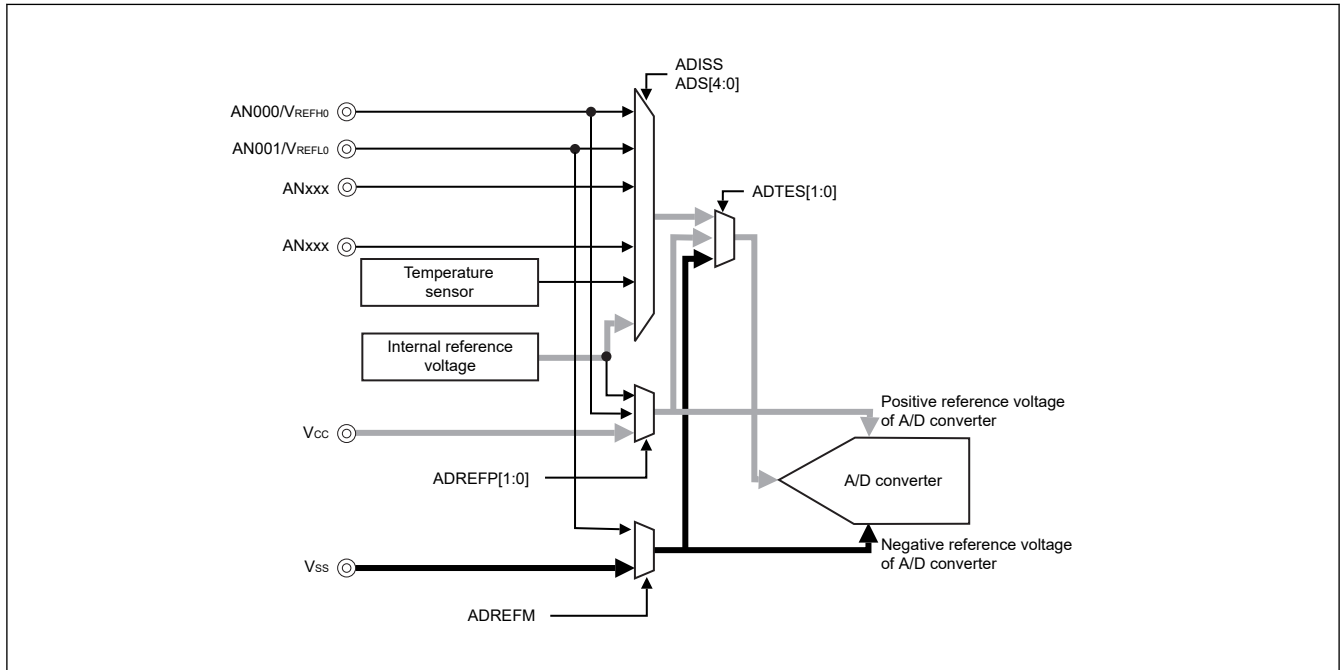 ADISS
ADS[4:0]
AN000/VREFH0
AN001/VREFL0
ANxxx
ADTES[1:0]
ANxxx
Temperature
sensor
Internal reference
voltage
Positive reference voltage
of A/D converter
VCC
ADREFP[1:0]
A/D converter
Negative reference voltage
of A/D converter
VSS
ADREFM